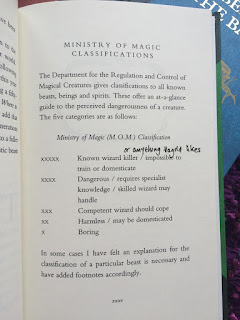 MINISTRY OF MAGIC
CLASSIFICATIONS
The Department for the Regulation and Control of
Magical Creatures gives classifications to all known
beasts, beings and spirits. These offer an at-a-glance
guide to the perceived dangerousness of a creature.
The five categories are as follows:
Ministry of Magic (M.O.M.) Classification
or anything Hagrid likes
XXXXX Known wizard killer / impossible to
train or domesticate
XXXX Dangerous / requires specialist
knowledge / skilled wizard may
handle
XXX Competent wizard should cope
XX Harmless / may be domesticated
X Boring
In some cases I have felt an explanation for the
classification of a particular beast is necessary and
have added footnotes accordingly.